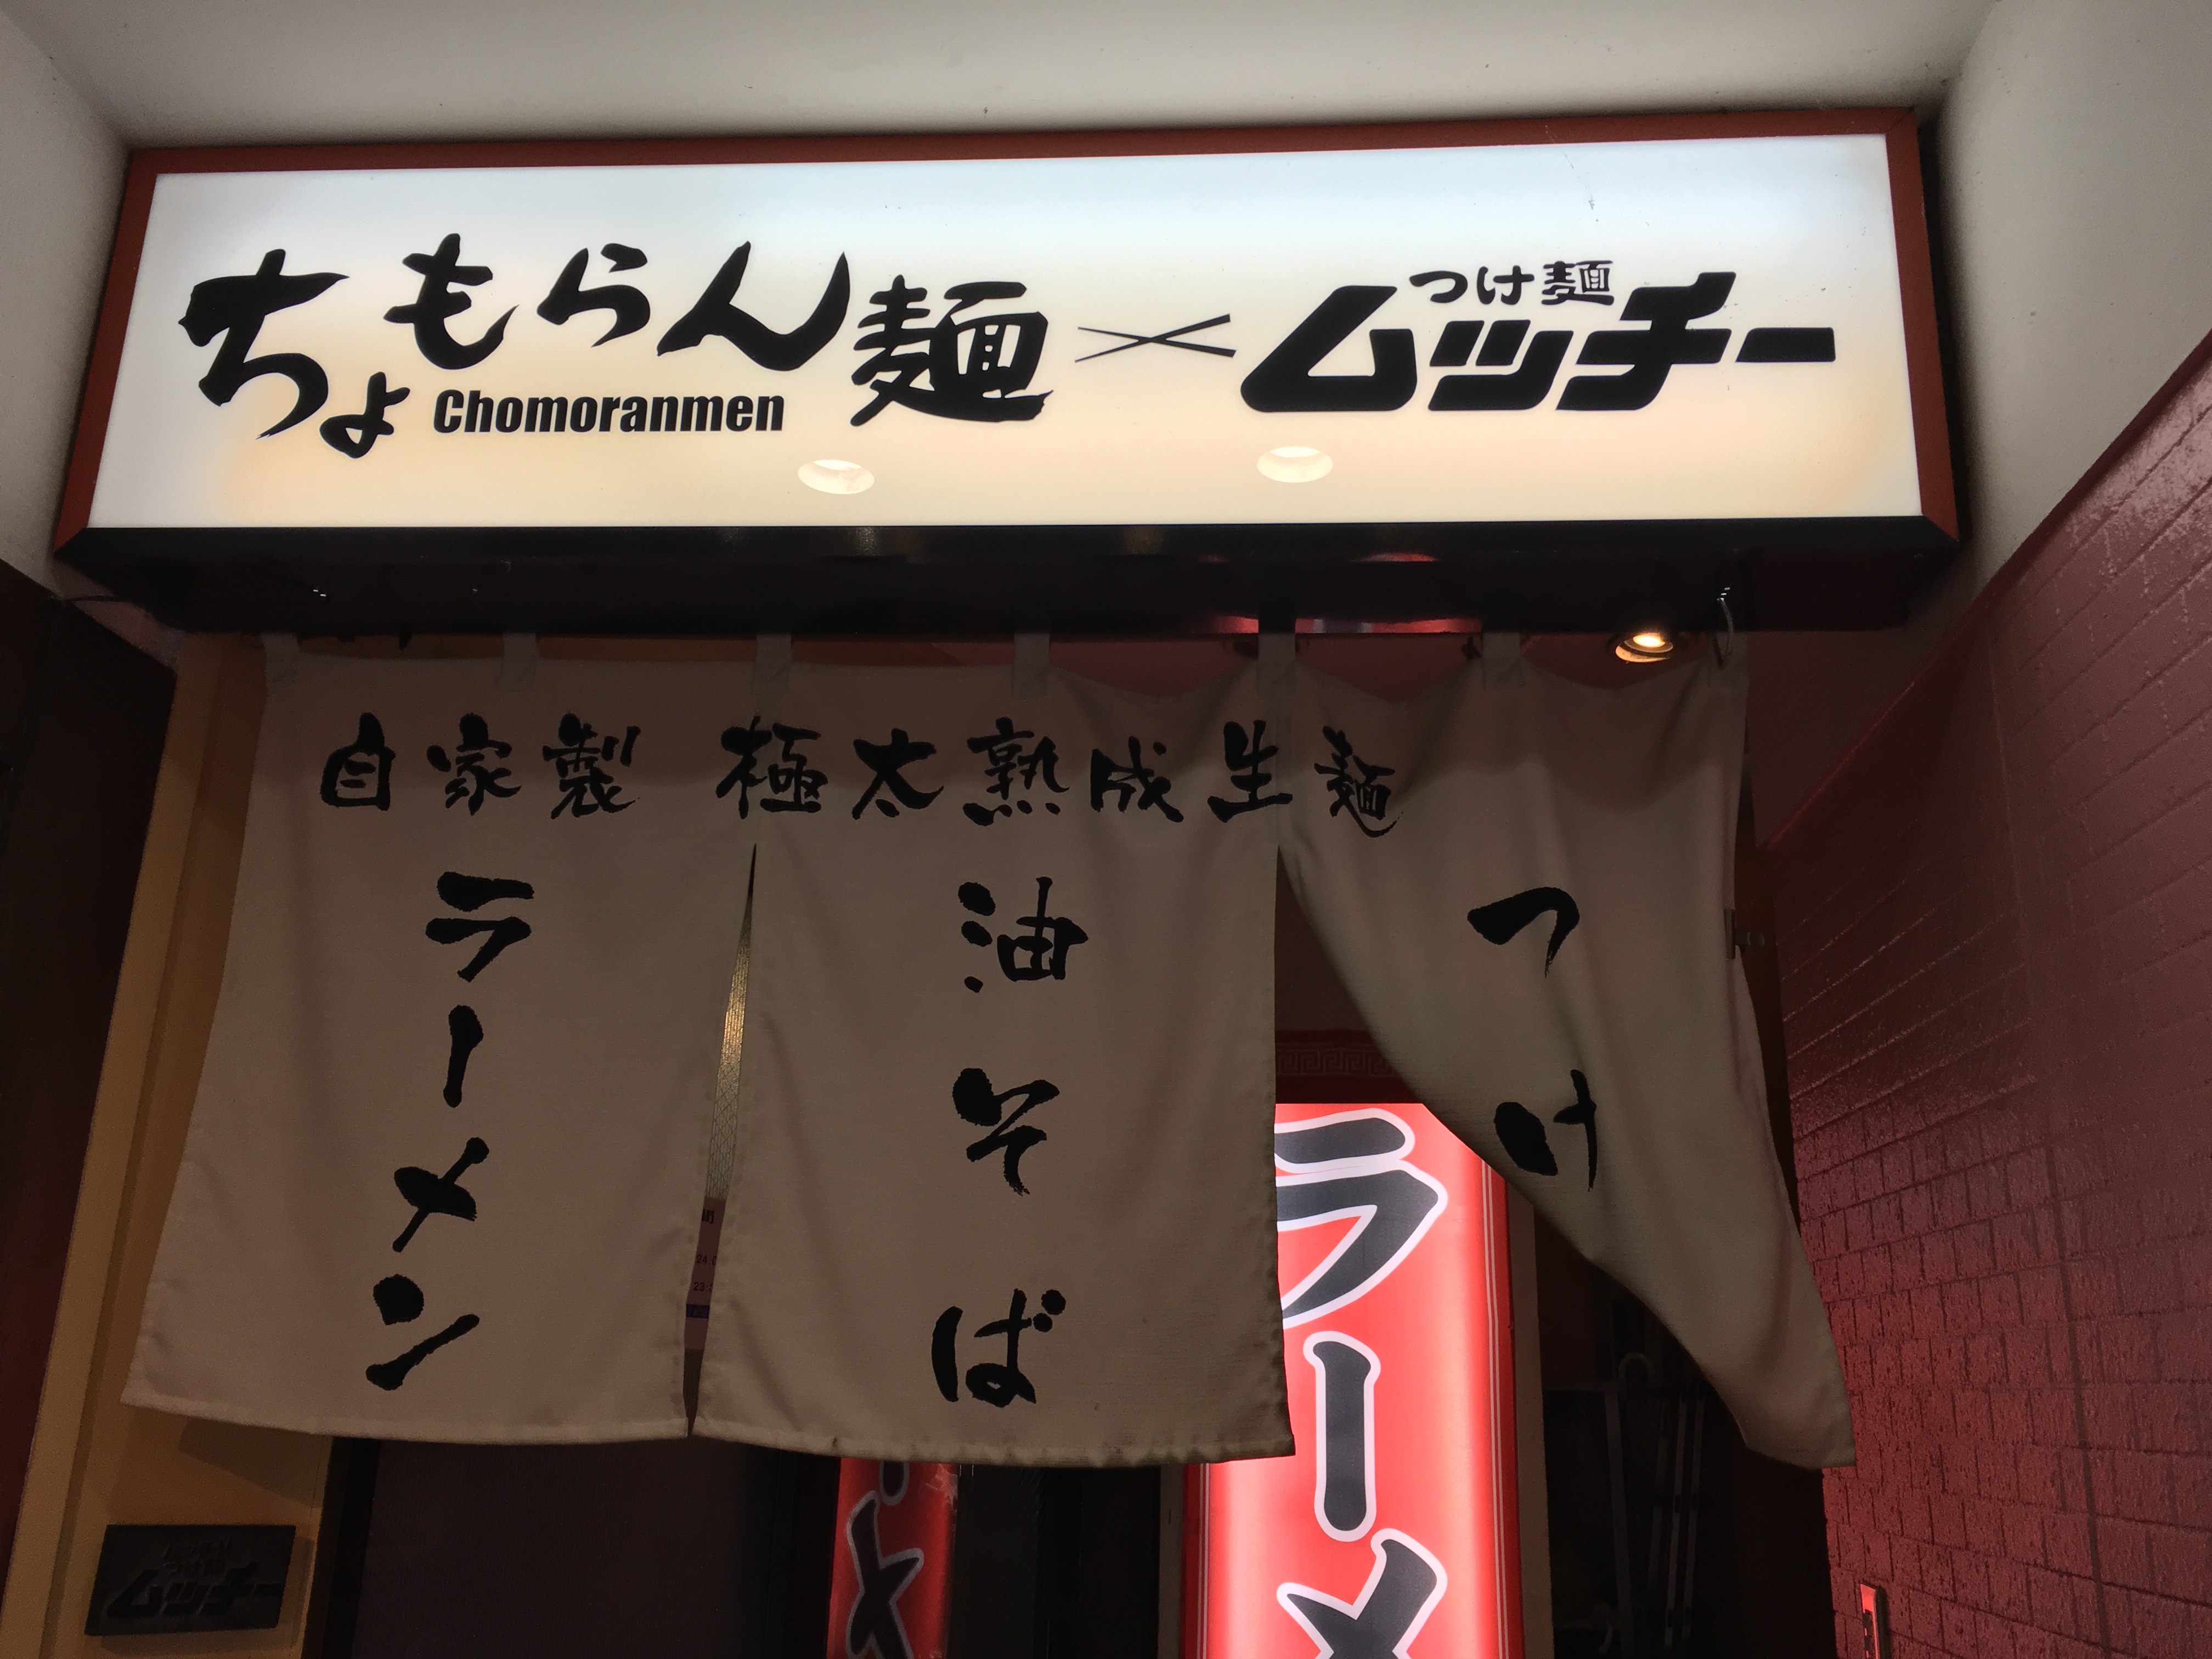 ちょもらん麺
Chomoranmen
つけ麺
ムッチー
自家製 極太熟成生麺
ラーメン
油そば
つけ
ラーメ
メ
ムッチー